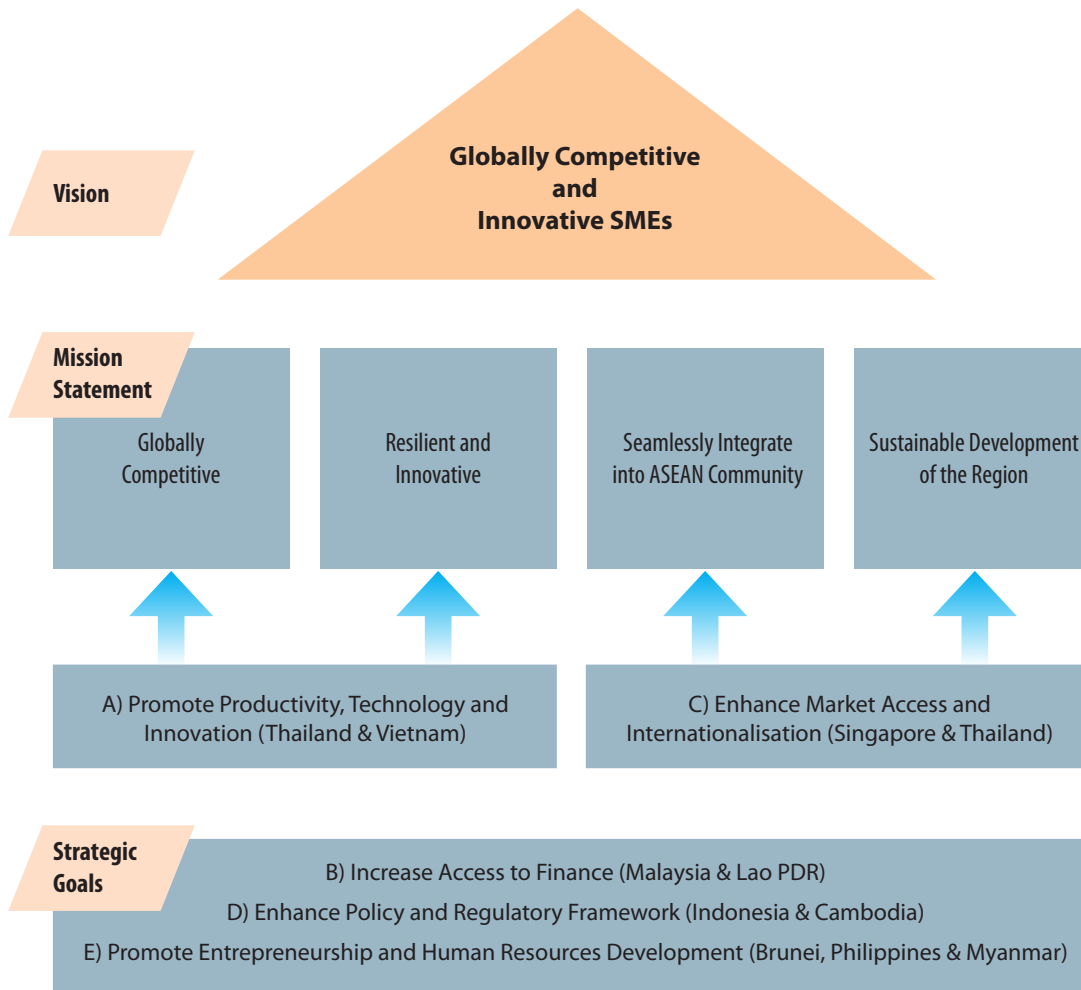 Vision
Globally Competitive
and
Innovative SMEs
Mission
Statement
Globally
Competitive
Resilient and
Innovative
Seamlessly Integrate
into ASEAN Community
Sustainable Development
of the Region
A) Promote Productivity, Technology and
Innovation (Thailand & Vietnam)
C) Enhance Market Access and
Internationalisation (Singapore & Thailand)
Strategic
Goals
B) Increase Access to Finance (Malaysia & Lao PDR)
D) Enhance Policy and Regulatory Framework (Indonesia & Cambodia)
E) Promote Entrepreneurship and Human Resources Development (Brunei, Philippines & Myanmar)